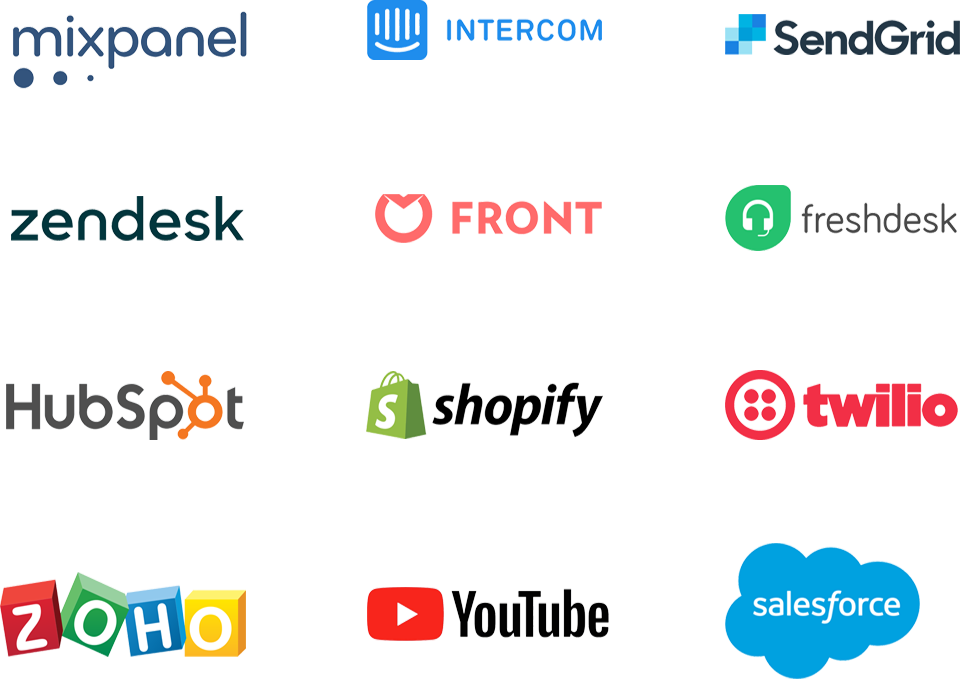 mixpanel
INTERCOM
SendGrid
zendesk
FRONT
freshdesk
HubSpot
S shopify
twilio
ZOHO
YouTube
salesforce